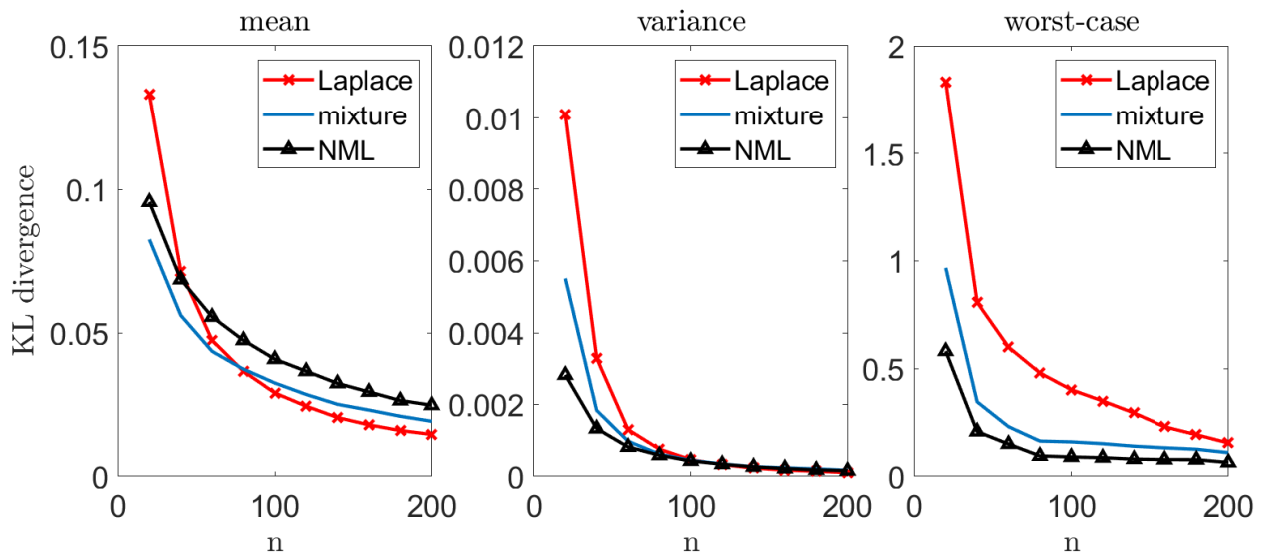 mean
variance
worst-case
KL divergence
0.15
0.1
0.05
0
Laplace
mixture
NML
0
100
200
n
0.012
0.01
0.008
0.006
0.004
0.002
0
Laplace
mixture
NML
0
100
200
n
2
1.5
1
0.5
0
Laplace
mixture
NML
0
100
200
n